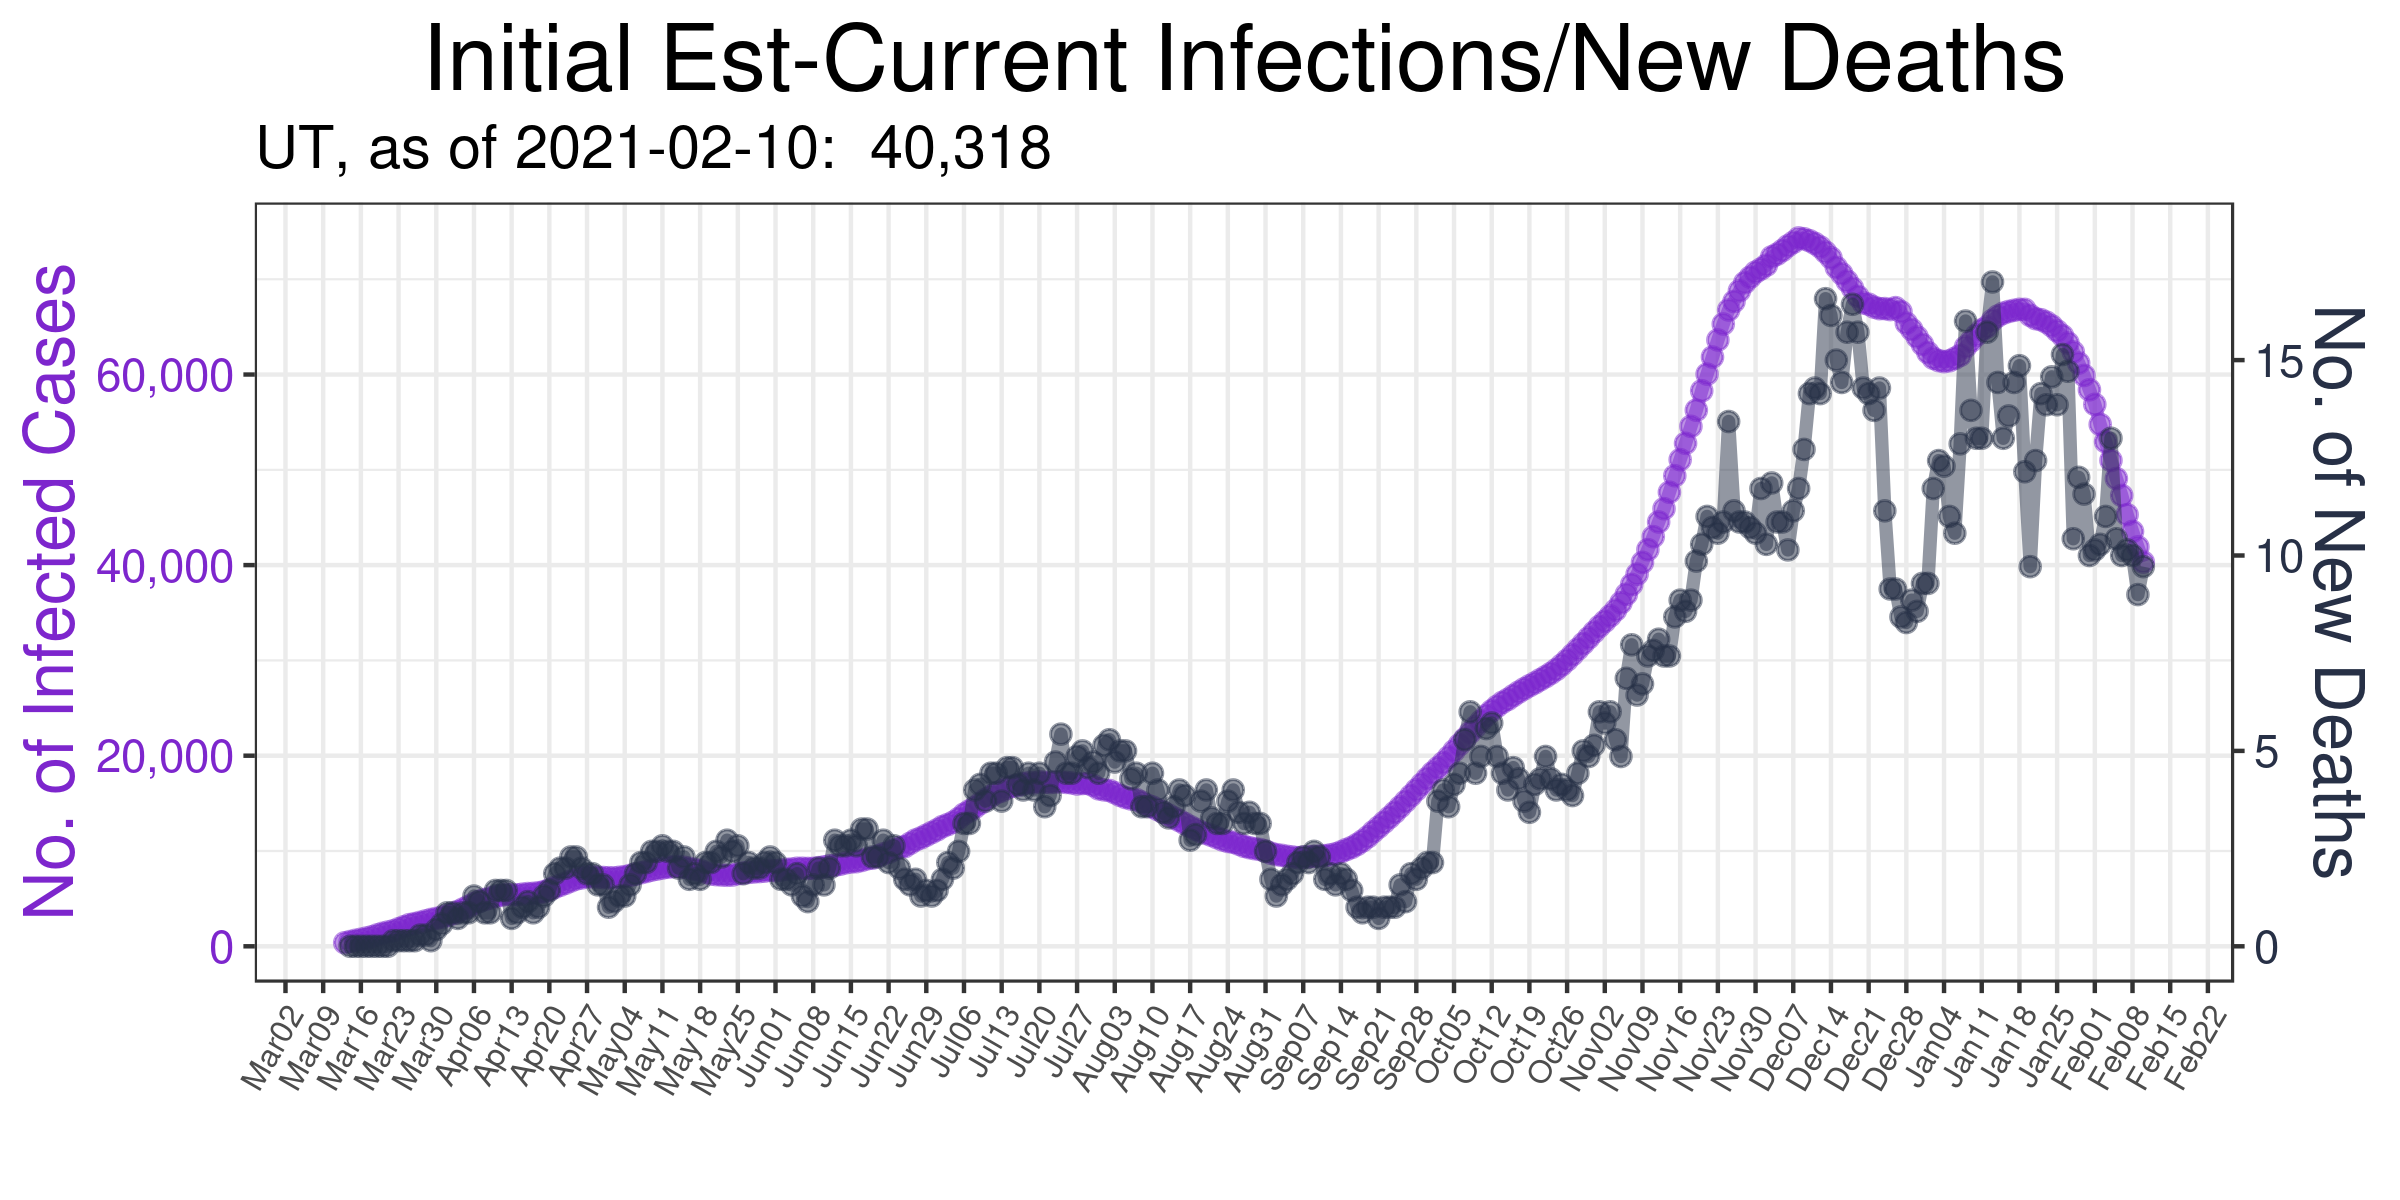 Initial Est-Current Infections/New Deaths
UT, as of 2021-02-10:  40,318
No. of Infected Cases
60,000
40,000
20,000
0
15
10
5
0
No. of New Deaths
Mar02
Mar09
Mar16
Mar23
Mar30
Apr06
Apr13
Apr20
Apr27
May04
May11
May18
May25
Jun01
Jun08
Jun15
Jun22
Jun29
Jul06
Jul13
Jul20
Jul27
Aug03
Aug10
Aug17
Aug24
Aug31
Sep07
Sep14
Sep21
Sep28
Oct05
Oct12
Oct19
Oct26
Nov02
Nov09
Nov16
Nov23
Nov30
Dec07
Dec14
Dec21
Dec28
Dec04
Jan11
Jan18
Jan25
Feb01
Feb08
Feb15
Feb22